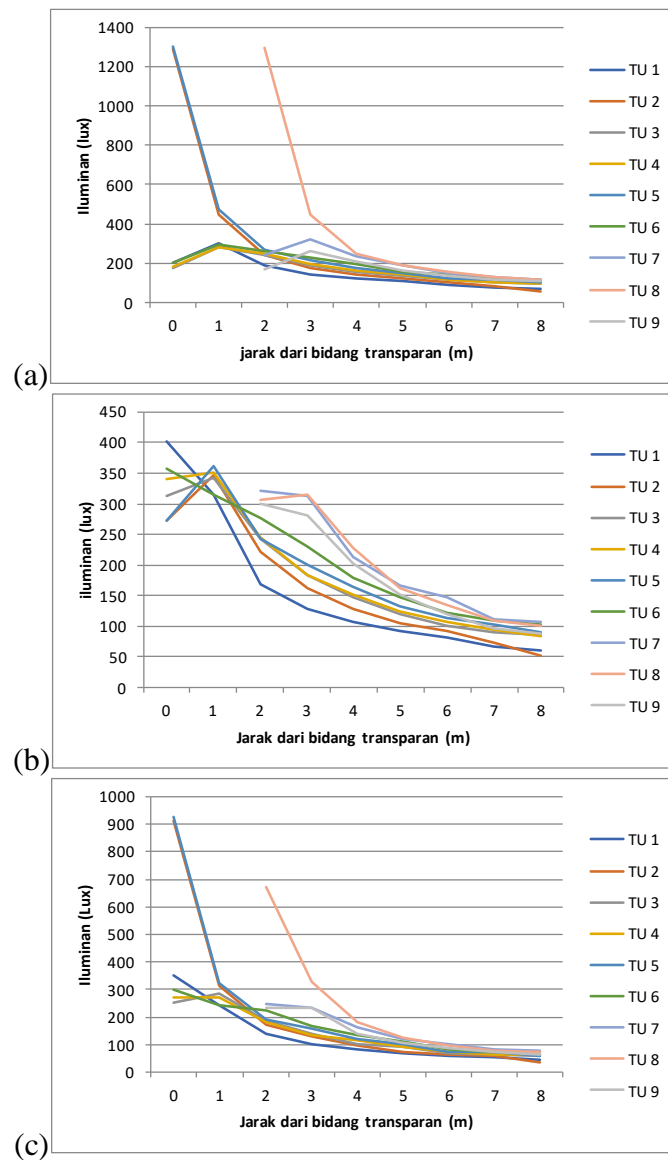 1400
1200
1000
800
600
400
200
0
Iluminan (lux)
0 1 2 3 4 5 6 7 8
jarak dari bidang transparan (m)
TU 1
TU 2
TU 3
TU 4
TU 5
TU 6
TU 7
TU 8
TU 9
(a)
450
400
350
300
250
200
150
100
50
0
iluminan (lux)
0 1 2 3 4 5 6 7 8
Jarak dari bidang transparan (m)
TU 1
TU 2
TU 3
TU 4
TU 5
TU 6
TU 7
TU 8
TU 9
(b)
1000
900
800
700
600
500
400
300
200
100
0
Iluminan (Lux)
0 1 2 3 4 5 6 7 8
Jarak dari bidang transparan (m)
TU 1
TU 2
TU 3
TU 4
TU 5
TU 6
TU 7
TU 8
TU 9
(c)